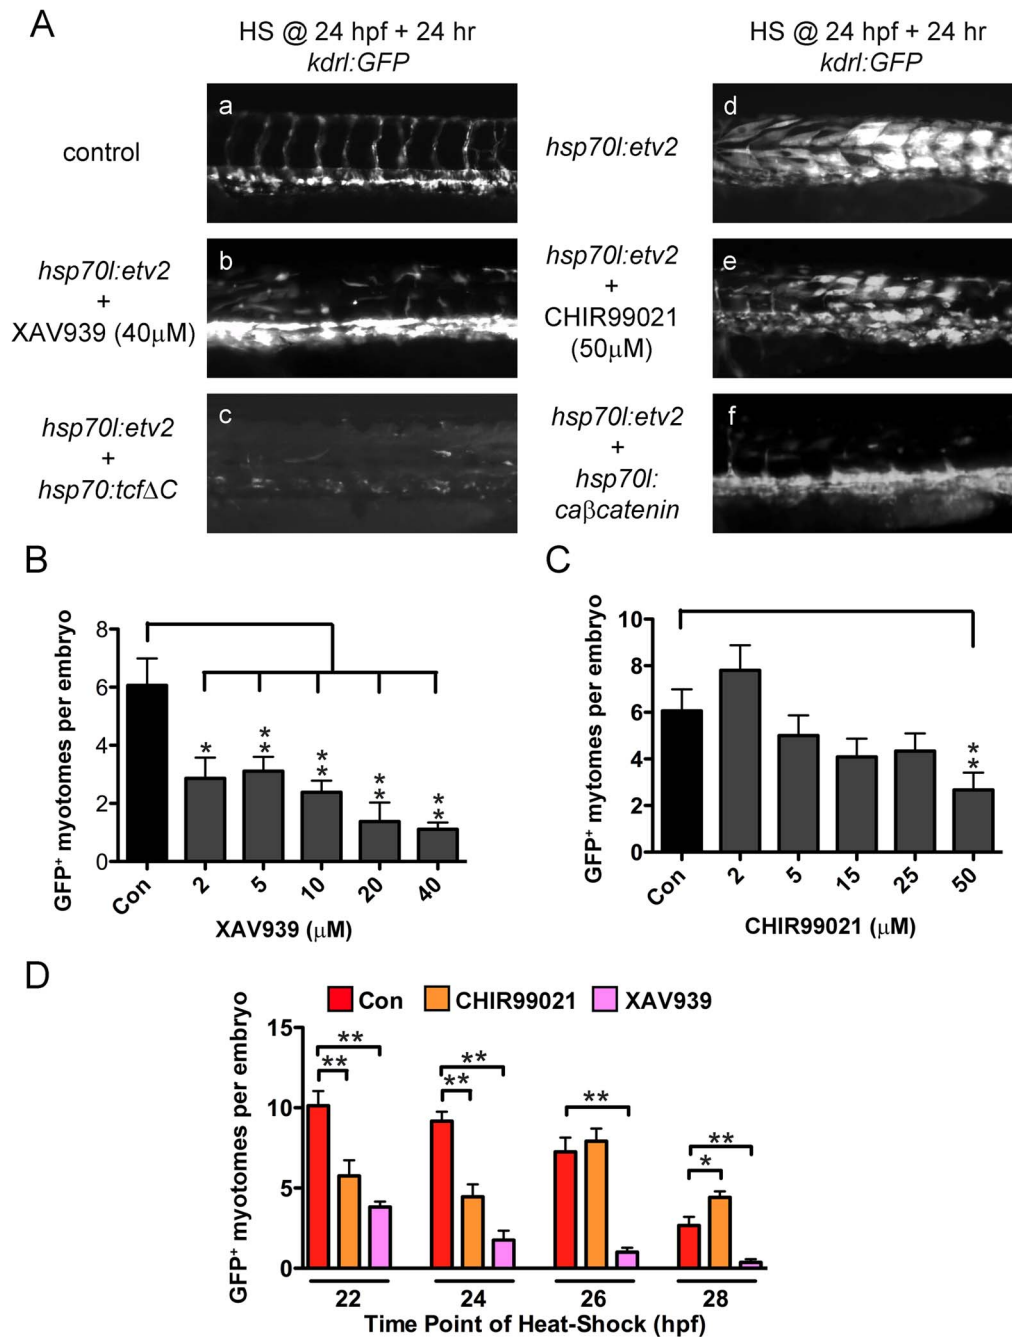 A
HS @ 24 hpf + 24 hr
kdrl:GFP
HS @ 24 hpf + 24 hr
kdrl:GFP
control
a
hsp70l:etv2
d
hsp70l:etv2
+
XAV939 (40μM)
b
hsp70l:etv2
+
CHIR99021
(50μM)
e
hsp70l:etv2
+
hsp70:tcfΔC
c
hsp70l:etv2
+
hsp70l:
caβcatenin
f
B
GFP+ myotomes per embryo
8
6
4
2
0
*
**
**
**
**
Con
2
5
10
20
40
XAV939 (μM)
C
GFP+ mytomes per embryo
10
8
6
4
2
0
**
Con
2
5
15
25
50
CHIR99021 (μM)
D
Con
CHIR99021
XAV939
GFP+ myotomes per embryo
15
10
5
0
**
**
**
**
**
**
*
22
24
26
28
Time Point of Heat-Shock (hpf)